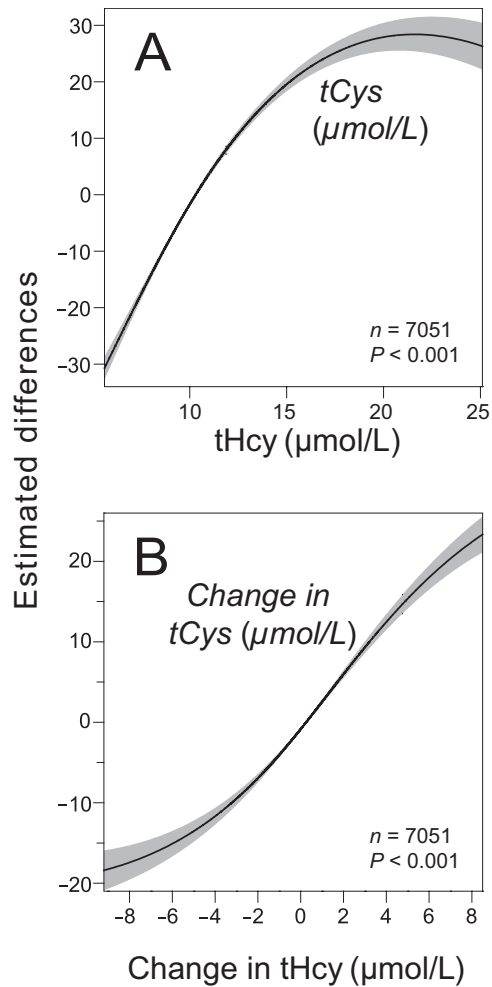 Estimated differences
A
tCys
(µmol/L)
30
20
10
0
−10
−20
−30
n = 7051
P < 0.001
10 15 20 25
tHcy (µmol/L)
B
Change in
tCys (µmol/L)
20
10
0
−10
−20
n = 7051
P < 0.001
−8 −6 −4 −2 0 2 4 6 8
Change in tHcy (µmol/L)